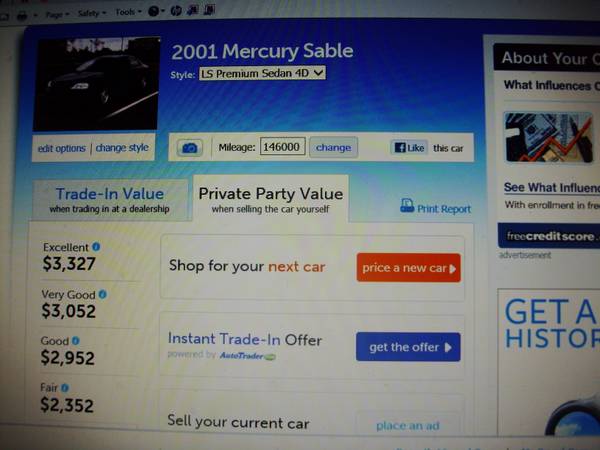 Page Safety Tools
2001 Mercury Sable
Style: LS Premium Sedan 4D
edit options | change style
Mileage: 146000 change
Like this car
Trade-In Value
when trading in at a dealership
Private Party Value
when selling the car yourself
Print Report
Excellent
$3,327
Very Good
$3,052
Good
$2,952
Fair
$2,352
Shop for your next car
price a new car
Instant Trade-In Offer
powered by AutoTrader
get the offer
Sell your current car
place an ad
About Your
What Influences
See What Influen
With enrollment in fre
freecreditscore.
advertisement
GET A
HISTOR